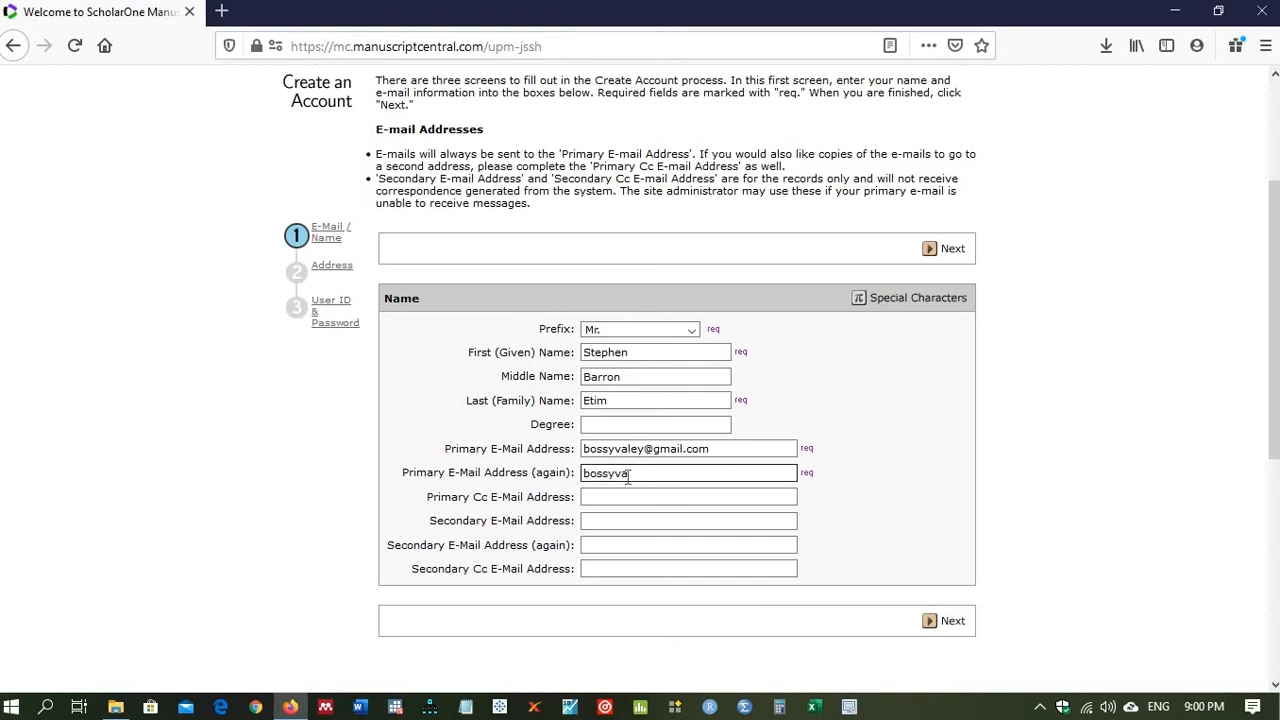 Welcome to ScholarOne Manus
https://mc.manuscriptcentral.com/upm-jssh
Create an
Account
There are three screens to fill out in the Create Account process. In this first screen, enter your name and
e-mail information into the boxes below. Required fields are marked with "req." When you are finished, click
"Next."
E-mail Addresses
E-mails will always be sent to the 'Primary E-mail Address'. If you would also like copies of the e-mails to go to
a second address, please complete the 'Primary Cc E-mail Address' as well.
'Secondary E-mail Address' and 'Secondary Cc E-mail Address' are for the records only and will not receive
correspondence generated from the system. The site administrator may use these if your primary e-mail is
unable to receive messages.
1 E-Mail /
Name
2 Address
3 User ID
&
Password
Next
Name
π Special Characters
Prefix: Mr. req
First (Given) Name: Stephen req
Middle Name: Barron
Last (Family) Name: Etim req
Degree:
Primary E-Mail Address: bossyvaley@gmail.com req
Primary E-Mail Address (again): bossyva req
Primary Cc E-Mail Address:
Secondary E-Mail Address:
Secondary E-Mail Address (again):
Secondary Cc E-Mail Address:
Next
ENG 9:00 PM